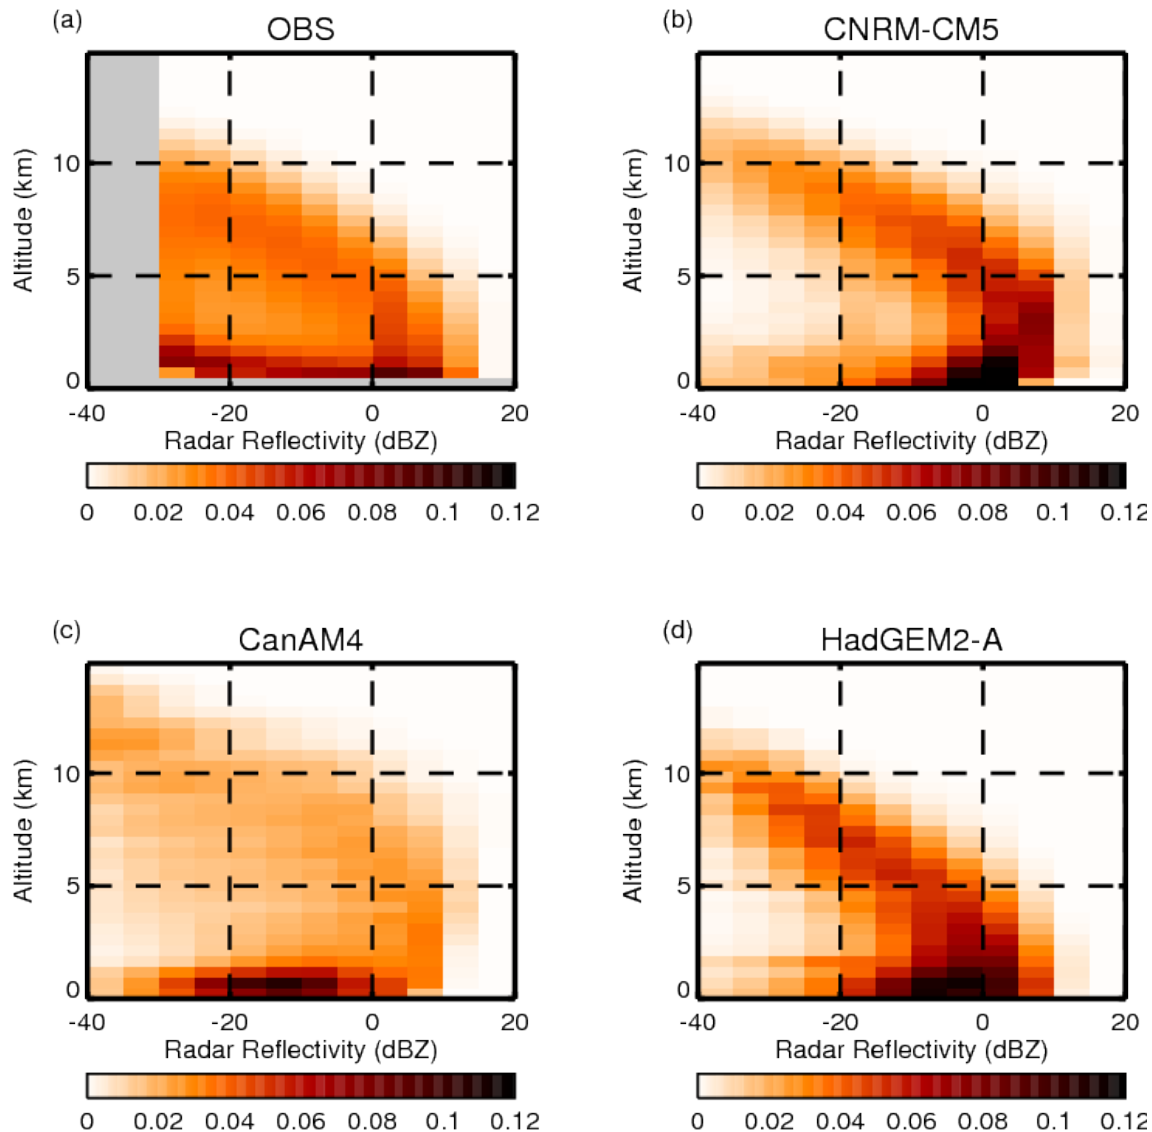 (a)
OBS
Altitude (km)
10
5
0
-40 -20 0 20
Radar Reflectivity (dBZ)
0 0.02 0.04 0.06 0.08 0.1 0.12
(b)
CNRM-CM5
Altitude (km)
10
5
0
-40 -20 0 20
Radar Reflectivity (dBZ)
0 0.02 0.04 0.06 0.08 0.1 0.12
(c)
CanAM4
Altitude (km)
10
5
0
-40 -20 0 20
Radar Reflectivity (dBZ)
0 0.02 0.04 0.06 0.08 0.1 0.12
(d)
HadGEM2-A
Altitude (km)
10
5
0
-40 -20 0 20
Radar Reflectivity (dBZ)
0 0.02 0.04 0.06 0.08 0.1 0.12